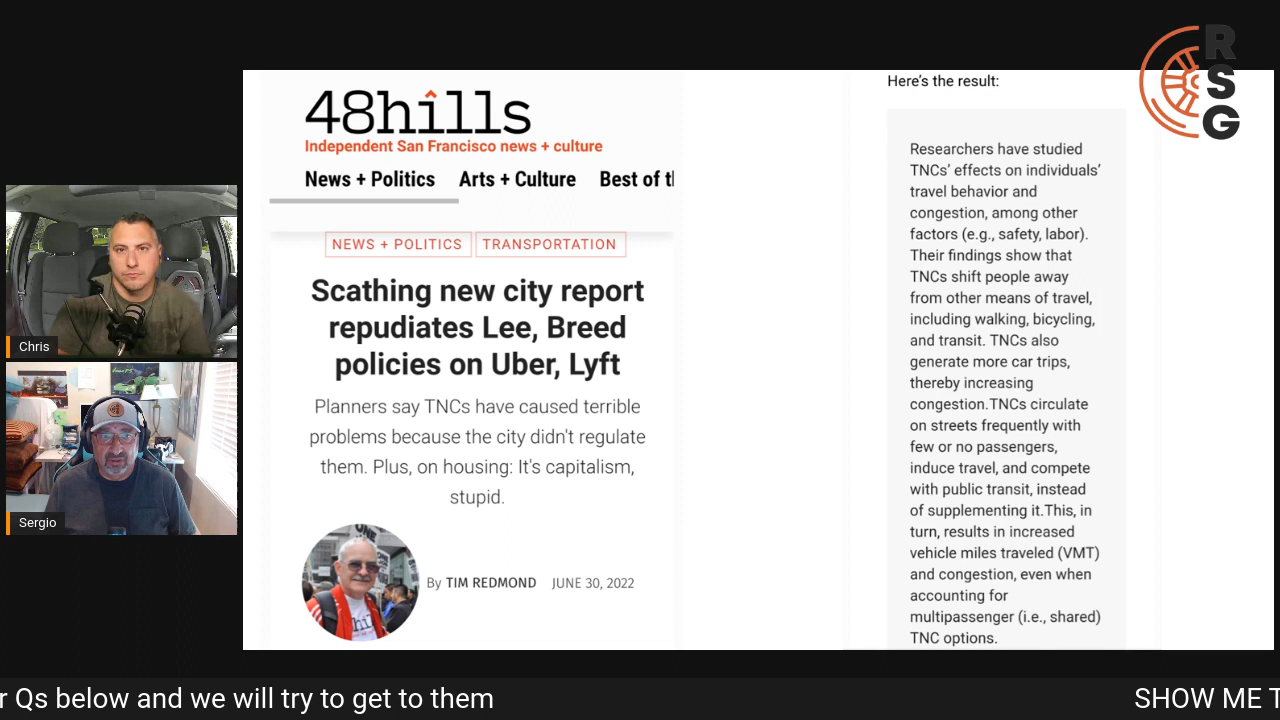 R
S
G
48hills
Independent San Francisco news + culture
News + Politics Arts + Culture Best of t
NEWS + POLITICS TRANSPORTATION
Scathing new city report
repudiates Lee, Breed
policies on Uber, Lyft
Planners say TNCs have caused terrible
problems because the city didn't regulate
them. Plus, on housing: It's capitalism,
stupid.
By TIM REDMOND JUNE 30, 2022
Here's the result:
Researchers have studied
TNCs' effects on individuals'
travel behavior and
congestion, among other
factors (e.g., safety, labor).
Their findings show that
TNCs shift people away
from other means of travel,
including walking, bicycling,
and transit. TNCs also
generate more car trips,
thereby increasing
congestion.TNCs circulate
on streets frequently with
few or no passengers,
induce travel, and compete
with public transit, instead
of supplementing it.This, in
turn, results in increased
vehicle miles traveled (VMT)
and congestion, even when
accounting for
multipassenger (i.e., shared)
TNC options.
Chris
Sergio
r Qs below and we will try to get to them SHOW ME T